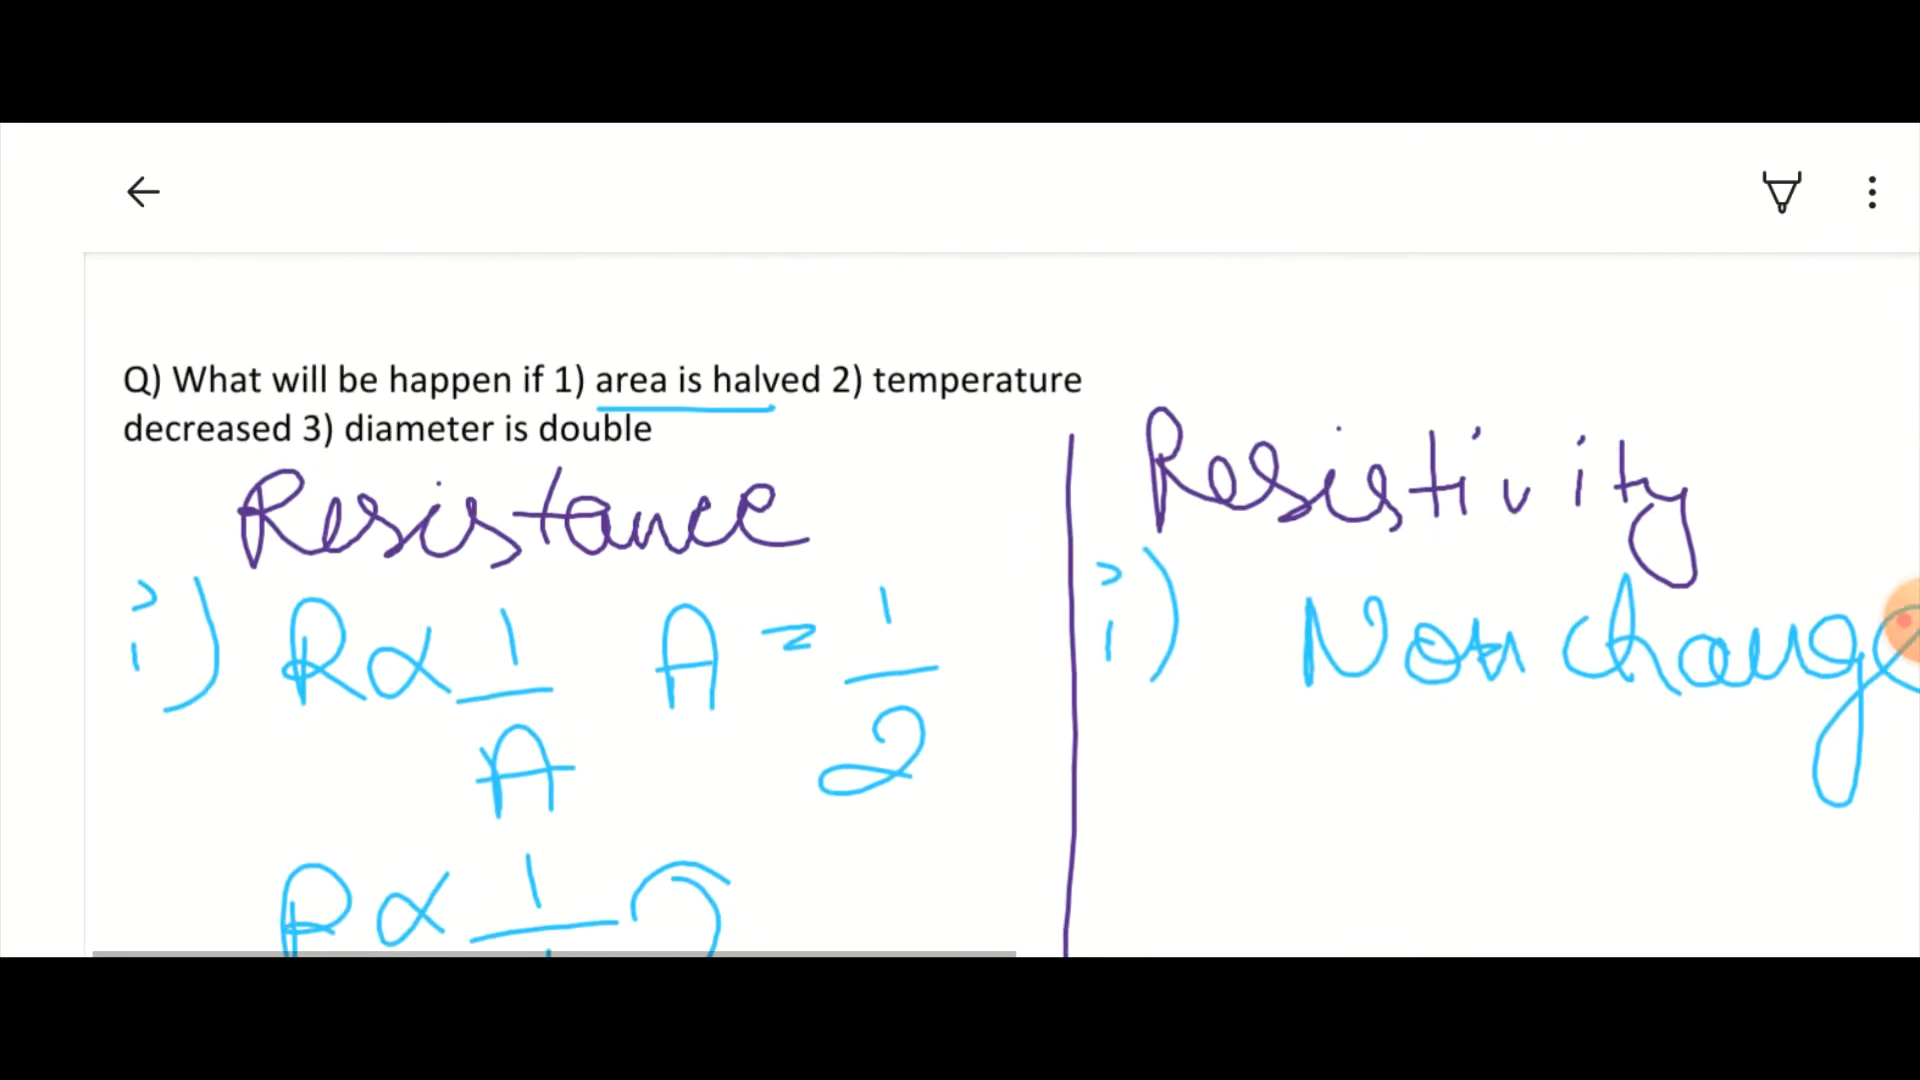 Q) What will be happen if 1) area is halved 2) temperature
decreased 3) diameter is double
Resistance
i) R ∝ 1/A A = 1/2
R ∝ 1
Resistivity
i) Non change